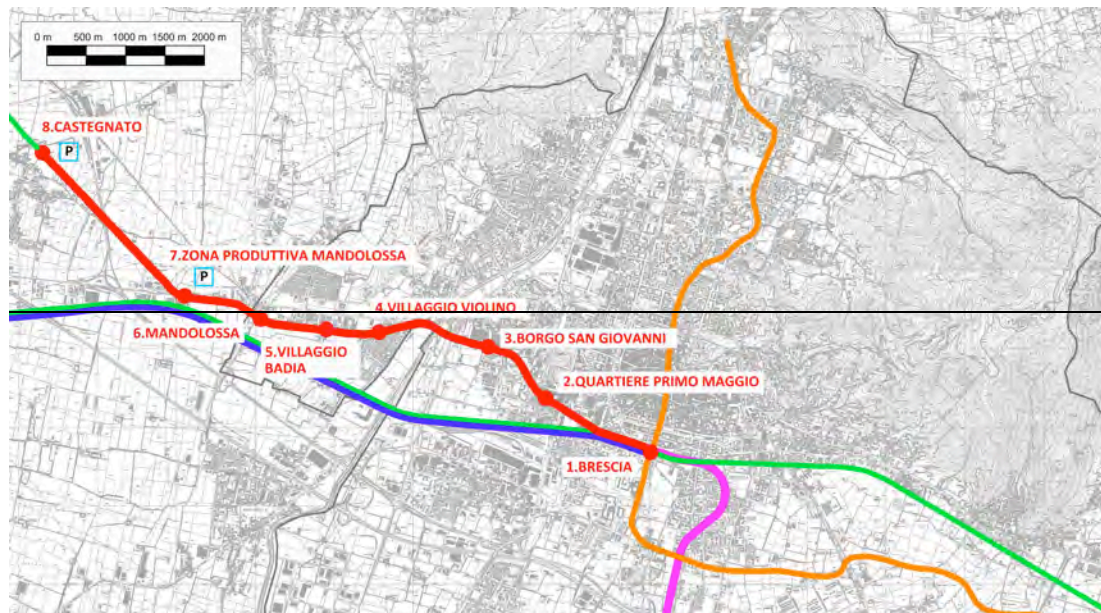 0 m 500 m 1000 m 1500 m 2000 m
8.CASTEGNATO
P
7.ZONA PRODUTTIVA MANDOLOSSA
P
4.VILLAGGIO VIOLINO
6.MANDOLOSSA
3.BORGO SAN GIOVANNI
5.VILLAGGIO
BADIA
2.QUARTIERE PRIMO MAGGIO
1.BRESCIA